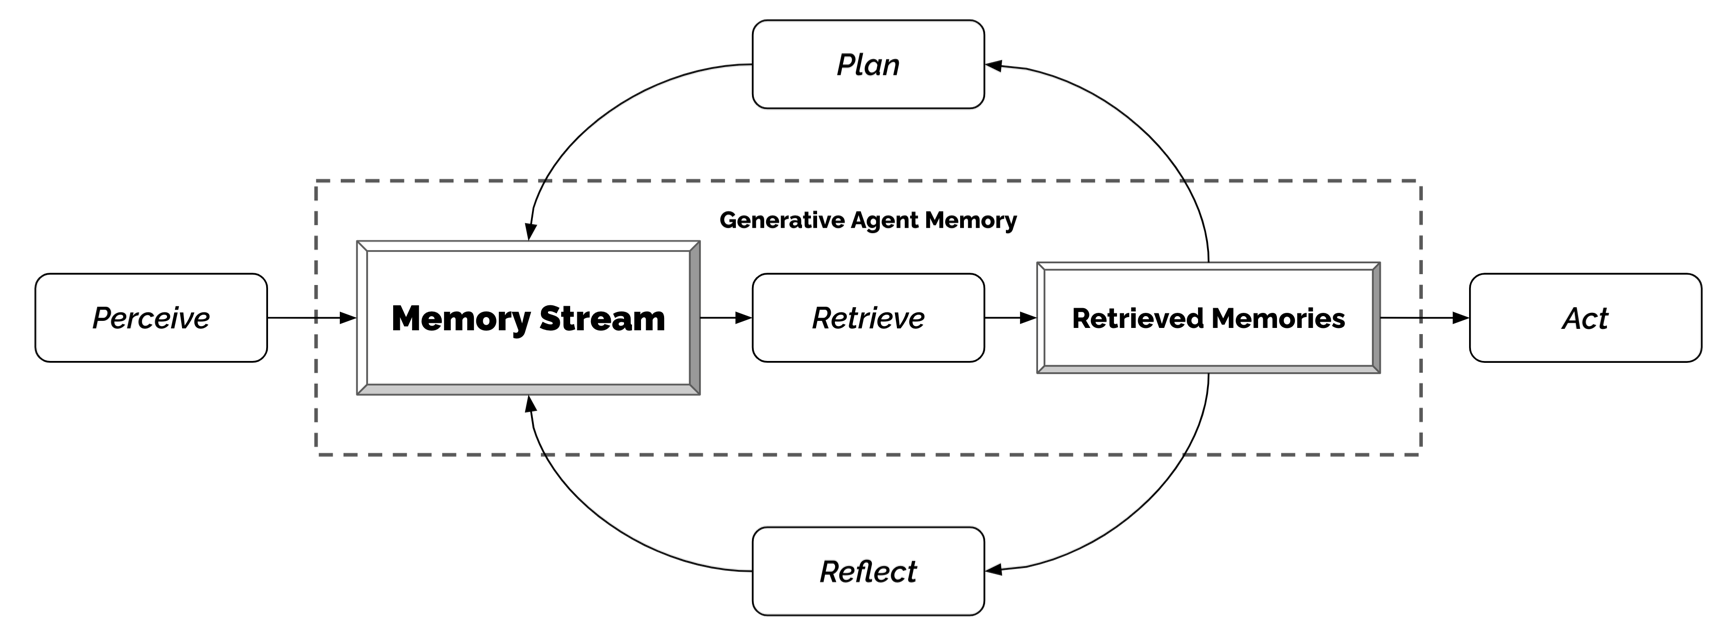 Plan
Generative Agent Memory
Perceive
Memory Stream
Retrieve
Retrieved Memories
Act
Reflect